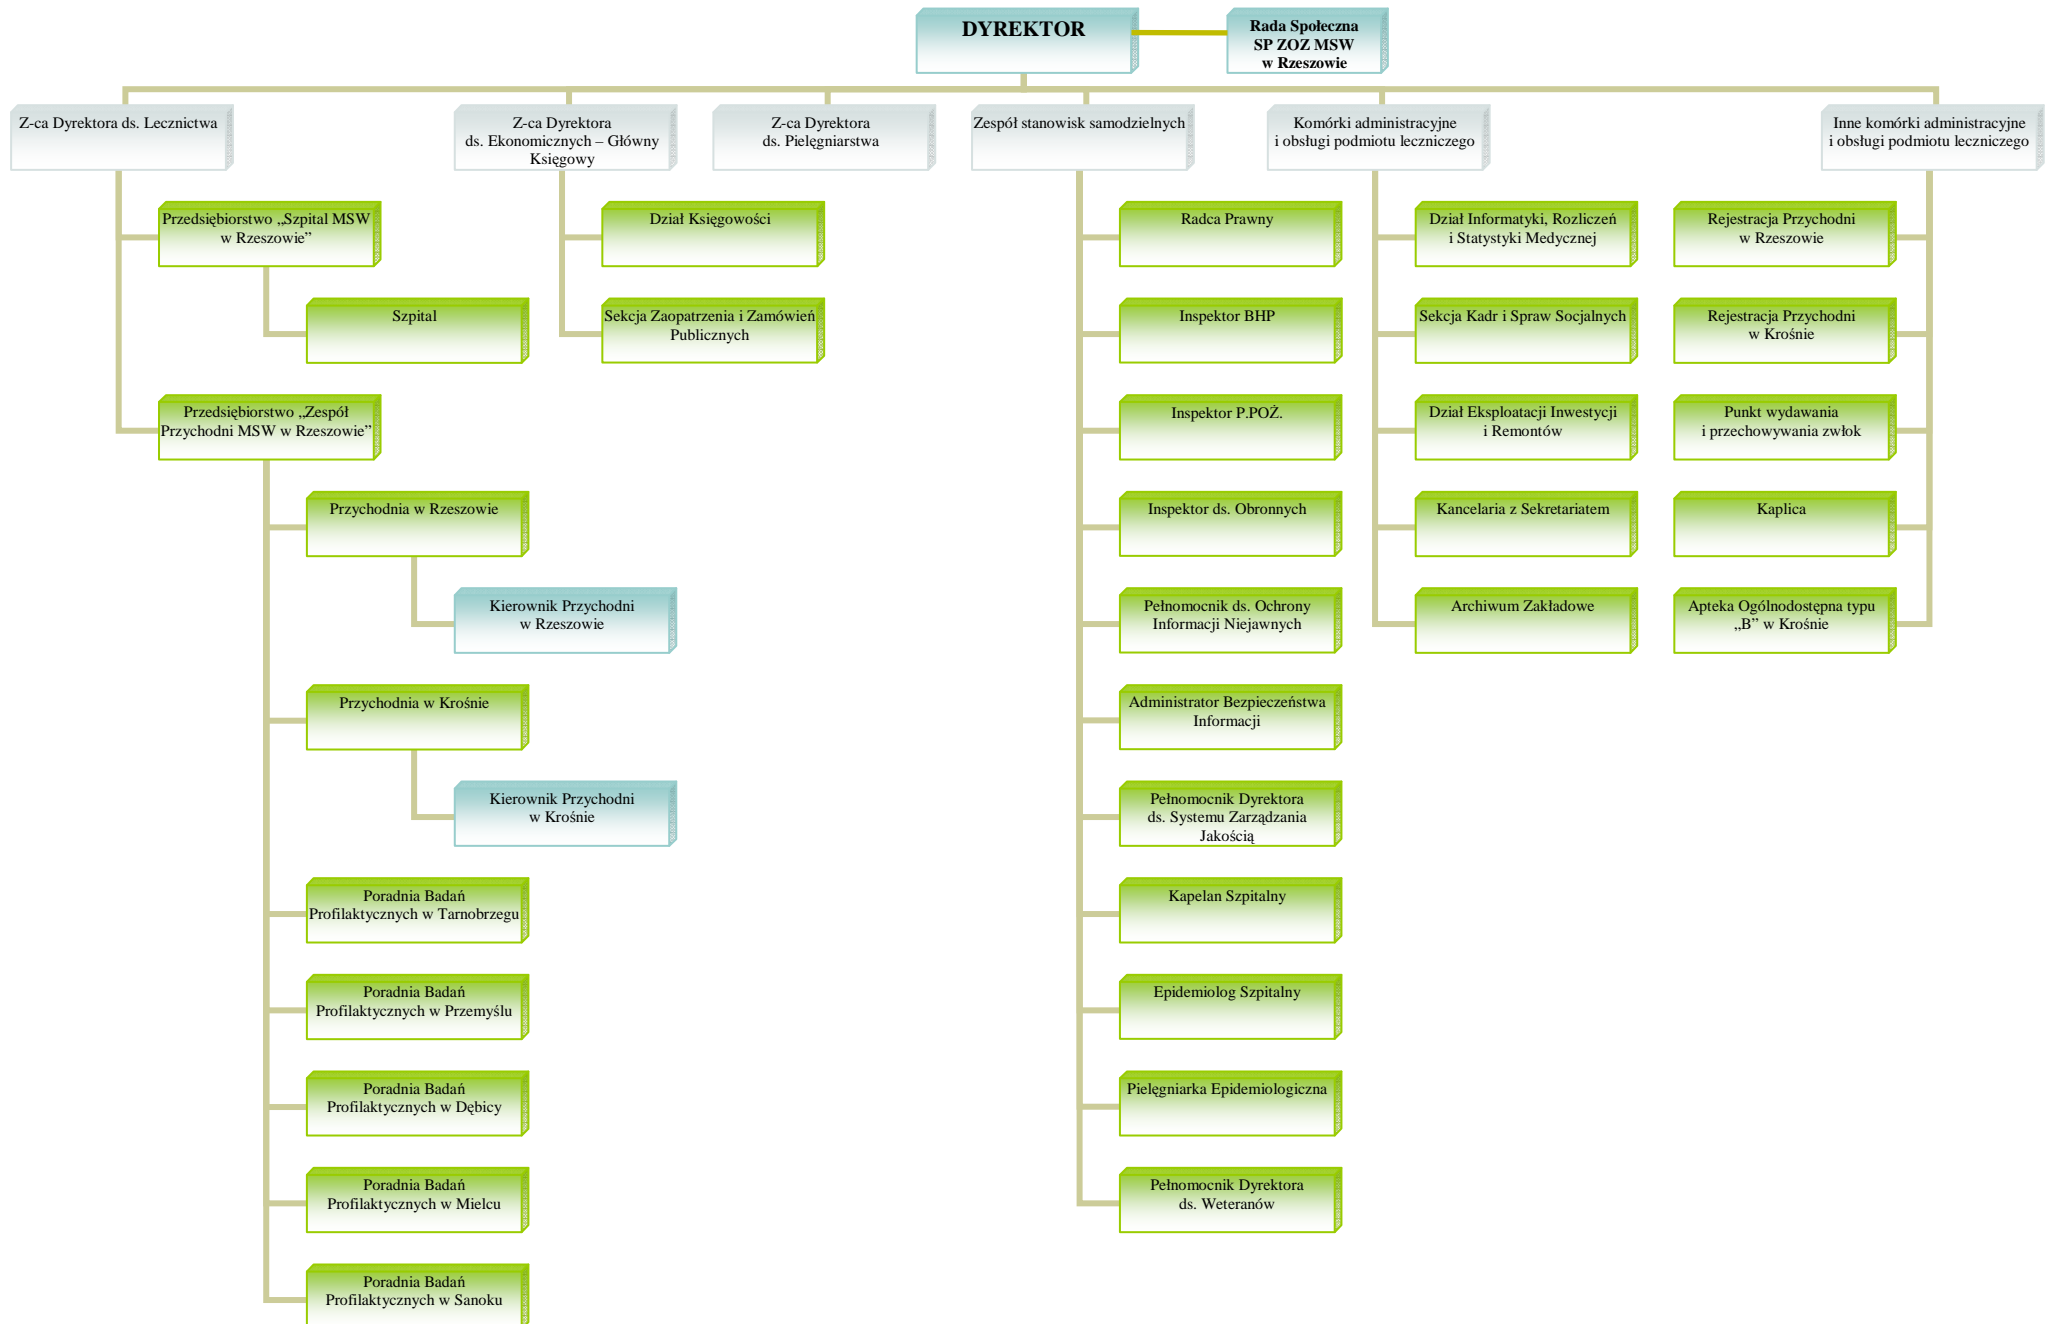 DYREKTOR
Rada Społeczna
SP ZOZ MSW
w Rzeszowie
Z-ca Dyrektora ds. Lecznictwa
Z-ca Dyrektora
ds. Ekonomicznych – Główny
Księgowy
Z-ca Dyrektora
ds. Pielęgniarstwa
Zespół stanowisk samodzielnych
Komórki administracyjne
i obsługi podmiotu leczniczego
Inne komórki administracyjne
i obsługi podmiotu leczniczego
Przedsiębiorstwo „Szpital MSW
w Rzeszowie”
Szpital
Przedsiębiorstwo „Zespół
Przychodni MSW w Rzeszowie”
Przychodnia w Rzeszowie
Kierownik Przychodni
w Rzeszowie
Przychodnia w Krośnie
Kierownik Przychodni
w Krośnie
Poradnia Badań
Profilaktycznych w Tarnobrzegu
Poradnia Badań
Profilaktycznych w Przemyślu
Poradnia Badań
Profilaktycznych w Dębicy
Poradnia Badań
Profilaktycznych w Mielcu
Poradnia Badań
Profilaktycznych w Sanoku
Dział Księgowości
Sekcja Zaopatrzenia i Zamówień
Publicznych
Radca Prawny
Inspektor BHP
Inspektor P.POŻ.
Inspektor ds. Obronnych
Pełnomocnik ds. Ochrony
Informacji Niejawnych
Administrator Bezpieczeństwa
Informacji
Pełnomocnik Dyrektora
ds. Systemu Zarządzania
Jakością
Kapelan Szpitalny
Epidemiolog Szpitalny
Pielęgniarka Epidemiologiczna
Pełnomocnik Dyrektora
ds. Weteranów
Dział Informatyki, Rozliczeń
i Statystyki Medycznej
Sekcja Kadr i Spraw Socjalnych
Dział Eksploatacji Inwestycji
i Remontów
Kancelaria z Sekretariatem
Archiwum Zakładowe
Rejestracja Przychodni
w Rzeszowie
Rejestracja Przychodni
w Krośnie
Punkt wydawania
i przechowywania zwłok
Kaplica
Apteka Ogólnodostępna typu
„B” w Krośnie